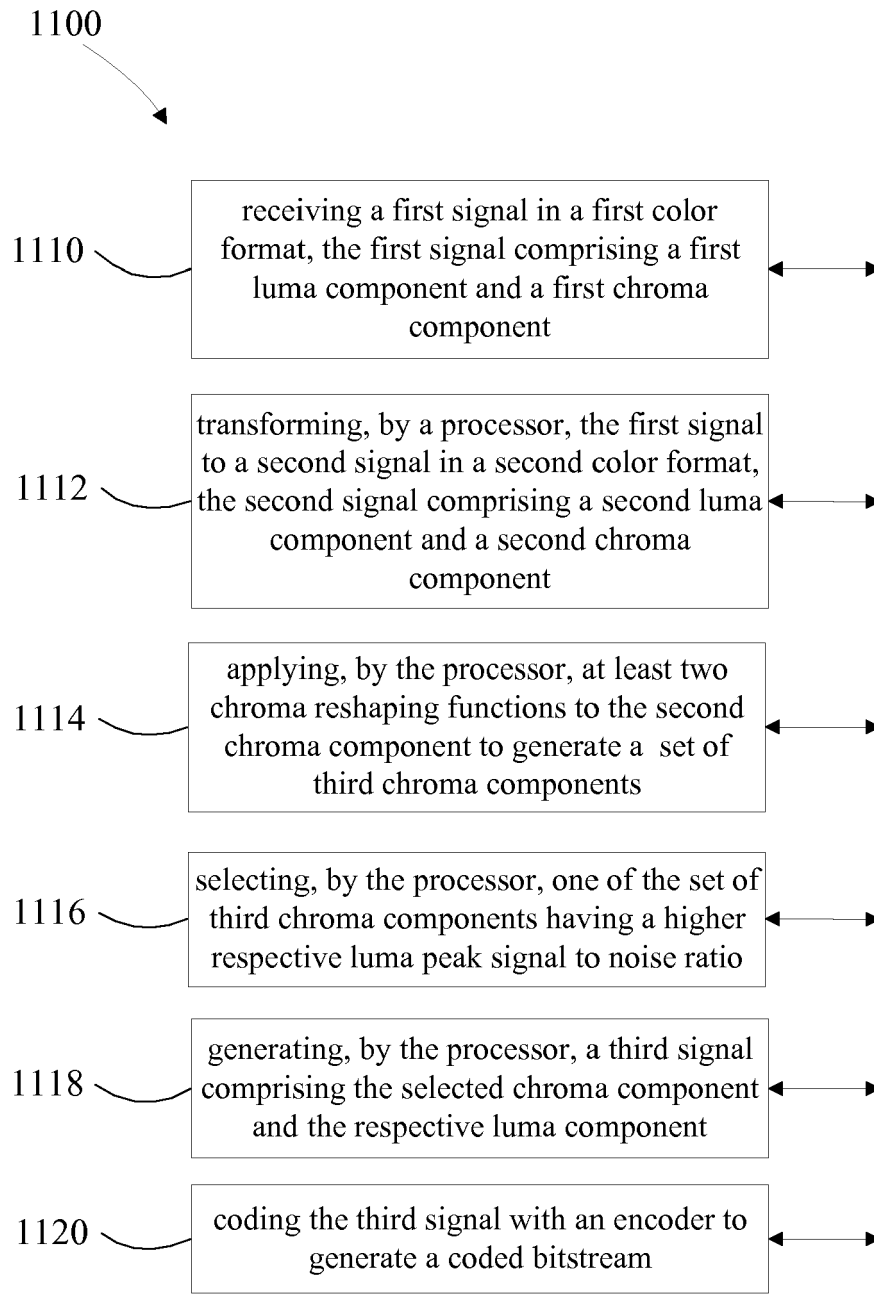 1100
1110
receiving a first signal in a first color
format, the first signal comprising a first
luma component and a first chroma
component
1112
transforming, by a processor, the first signal
to a second signal in a second color format,
the second signal comprising a second luma
component and a second chroma
component
1114
applying, by the processor, at least two
chroma reshaping functions to the second
chroma component to generate a set of
third chroma components
1116
selecting, by the processor, one of the set of
third chroma components having a higher
respective luma peak signal to noise ratio
1118
generating, by the processor, a third signal
comprising the selected chroma component
and the respective luma component
1120
coding the third signal with an encoder to
generate a coded bitstream